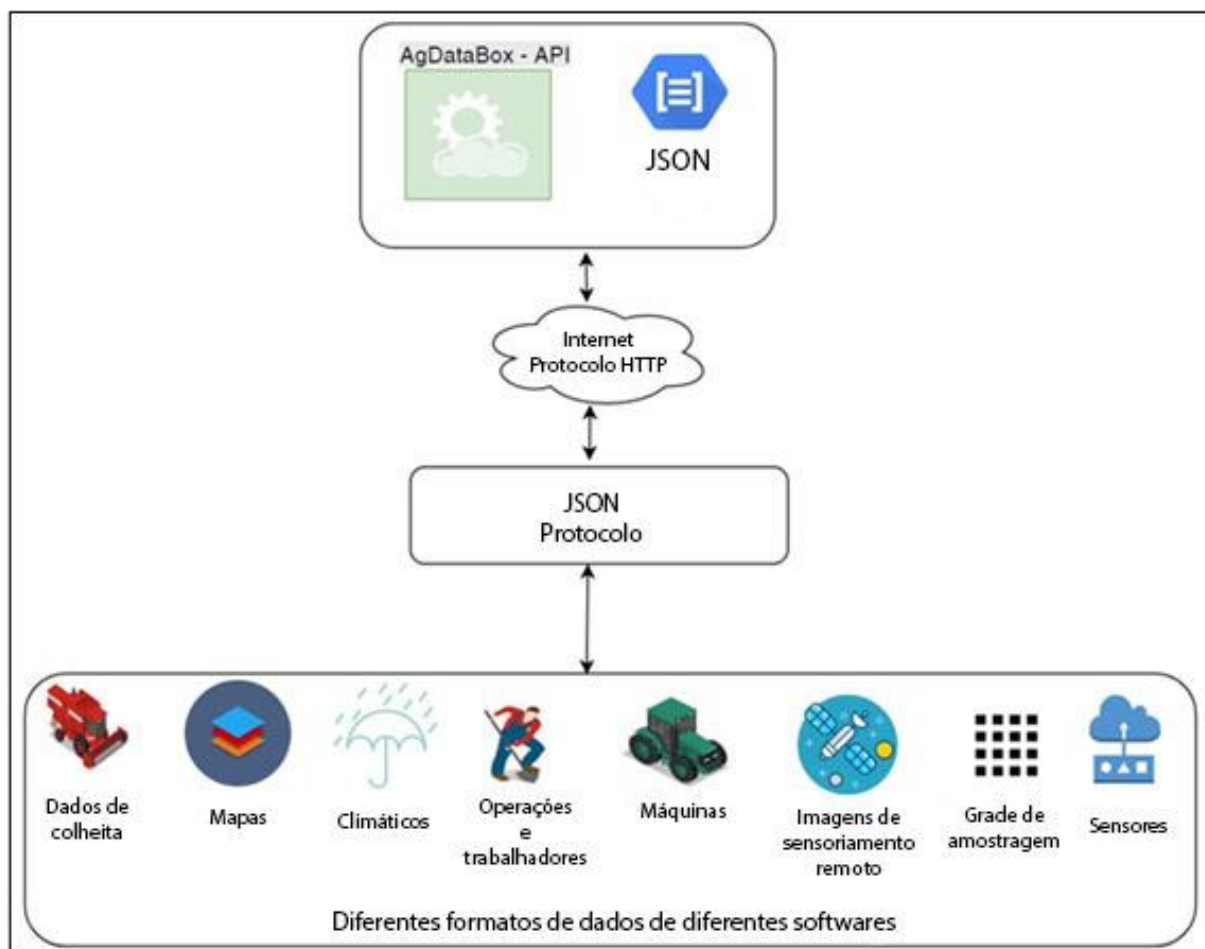 AgDataBox - API
JSON
Internet
Protocolo HTTP
JSON
Protocolo
Dados de
colheita
Mapas
Climáticos
Operações
e
trabalhadores
Máquinas
Imagens de
sensoriamento
remoto
Grade de
amostragem
Sensores
Diferentes formatos de dados de diferentes softwares